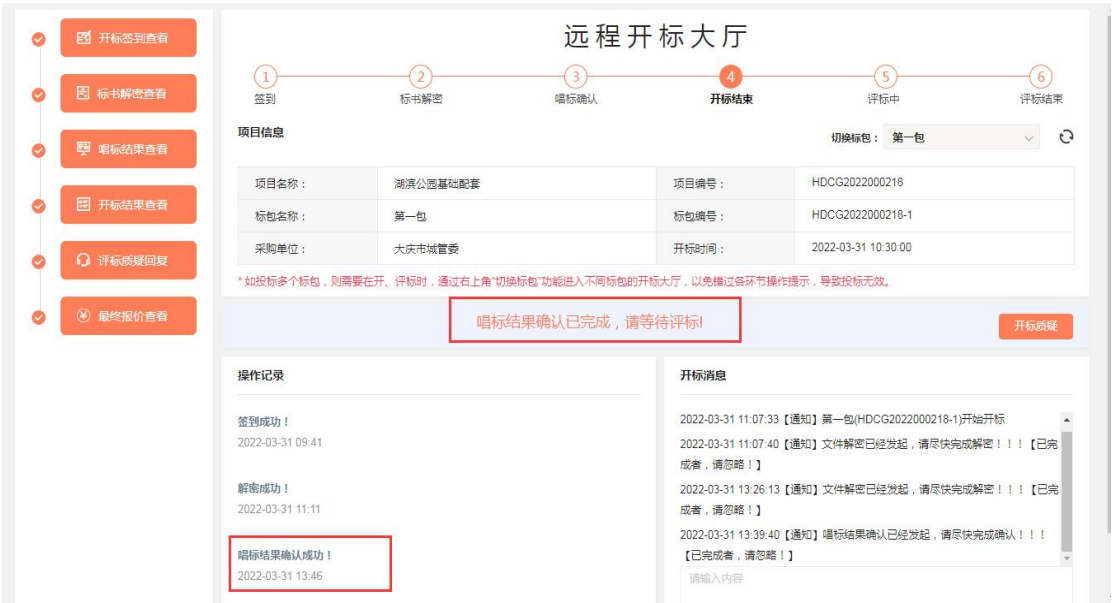 开标签到查看
标书解密查看
唱标结果查看
开标结果查看
评标质疑回复
最终报价查看
远程开标大厅
1 2 3 4 5 6
签到 标书解密 唱标确认 开标结束 评标中 评标结束
项目信息 切换标包： 第一包
项目名称： 湖滨公园基础配套 项目编号： HDCG2022000218
标包名称： 第一包 标包编号： HDCG2022000218-1
采购单位： 大庆市城管委 开标时间： 2022-03-31 10:30:00
*如投标多个标包，则需要在开、评标时，通过右上角“切换标包”功能进入不同标包的开标大厅，以免错过各环节操作提示，导致投标无效。
唱标结果确认已完成，请等待评标! 开标质疑
操作记录
签到成功！
2022-03-31 09:41
解密成功！
2022-03-31 11:11
唱标结果确认成功！
2022-03-31 13:46
开标消息
2022-03-31 11:07:33【通知】第一包(HDCG2022000218-1)开始开标
2022-03-31 11:07:40【通知】文件解密已经发起，请尽快完成解密！！！【已完
成者，请忽略！】
2022-03-31 13:26:13【通知】文件解密已经发起，请尽快完成解密！！！【已完
成者，请忽略！】
2022-03-31 13:39:40【通知】唱标结果确认已经发起，请尽快完成确认！！！
【已完成者，请忽略！】
请输入内容